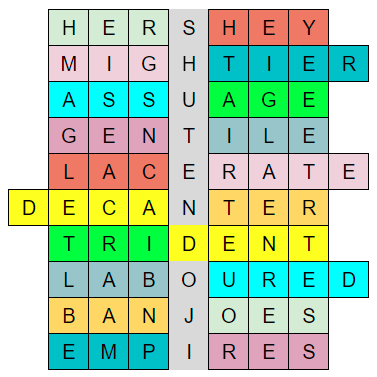 HERSHEY
MIGHTIER
ASSUAGE
GENTILE
LACERATE
DECANTER
TRIDENT
LABOURED
BANJOES
EMPIRES